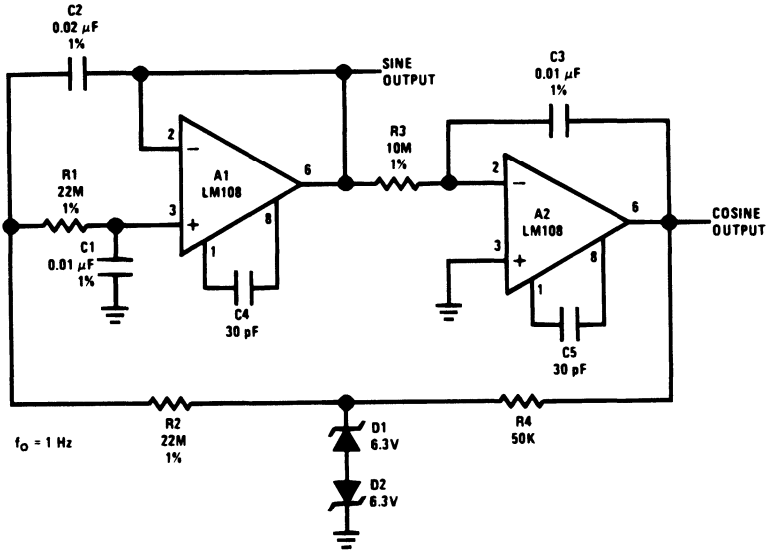 C2
0.02 μF
1%
SINE
OUTPUT
C3
0.01 μF
1%
R3
10M
1%
2
−
A1
LM108
6
R1
22M
1%
3
+
8
1
C1
0.01 μF
1%
C4
30 pF
2
−
A2
LM108
6
COSINE
OUTPUT
3
+
8
1
C5
30 pF
R2
22M
1%
D1
6.3V
R4
50K
fo = 1 Hz
D2
6.3V